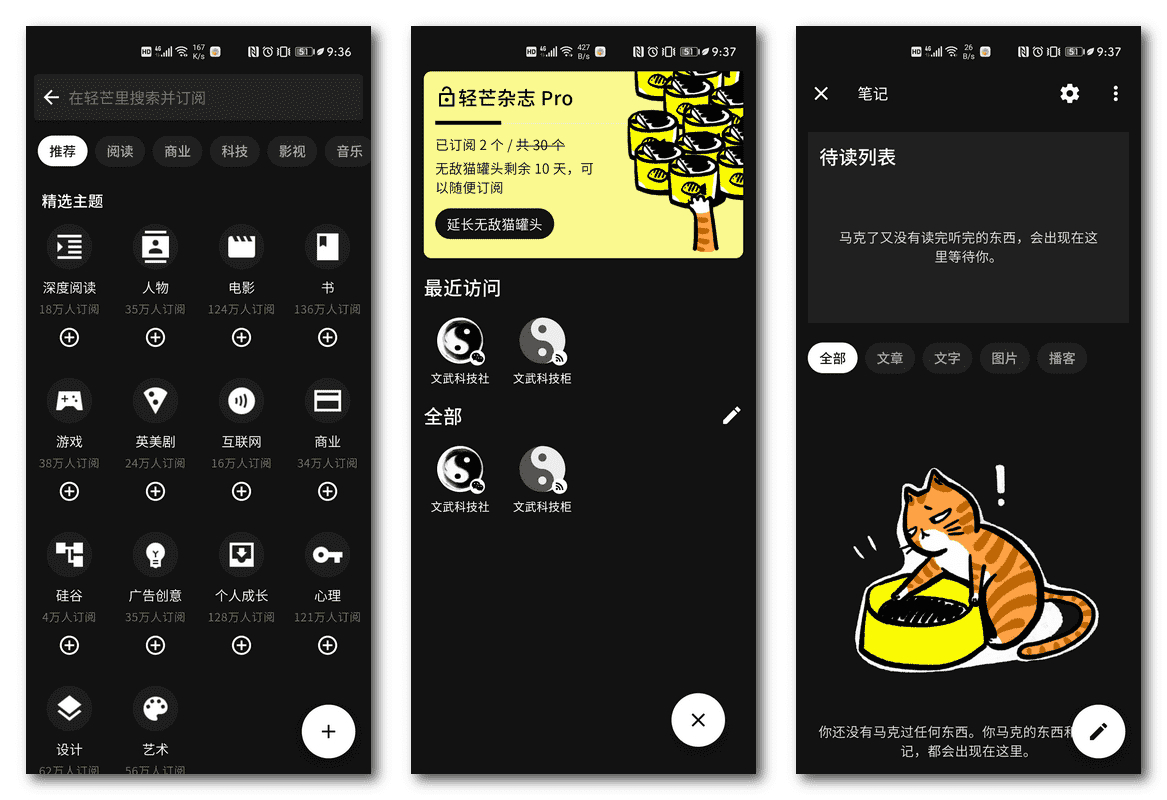 HD 4G 167 K/s 51 9:36
在轻芒里搜索并订阅
推荐 阅读 商业 科技 影视 音乐
精选主题
深度阅读 人物 电影 书
18万人订阅 35万人订阅 124万人订阅 136万人订阅
游戏 英美剧 互联网 商业
38万人订阅 24万人订阅 16万人订阅 34万人订阅
硅谷 广告创意 个人成长 心理
4万人订阅 35万人订阅 128万人订阅 121万人订阅
设计 艺术
62万人订阅 56万人订阅
HD 4G 427 B/s 51 9:37
轻芒杂志 Pro
已订阅 2 个 / 共 30 个
无敌猫罐头剩余 10 天，可
以随便订阅
延长无敌猫罐头
最近访问
文武科技社 文武科技柜
全部
文武科技社 文武科技柜
HD 4G 26 B/s 51 9:37
笔记
待读列表
马克了又没有读完听完的东西，会出现在这
里等待你。
全部 文章 文字 图片 播客
!
你还没有马克过任何东西。你马克的东西和
记，都会出现在这里。